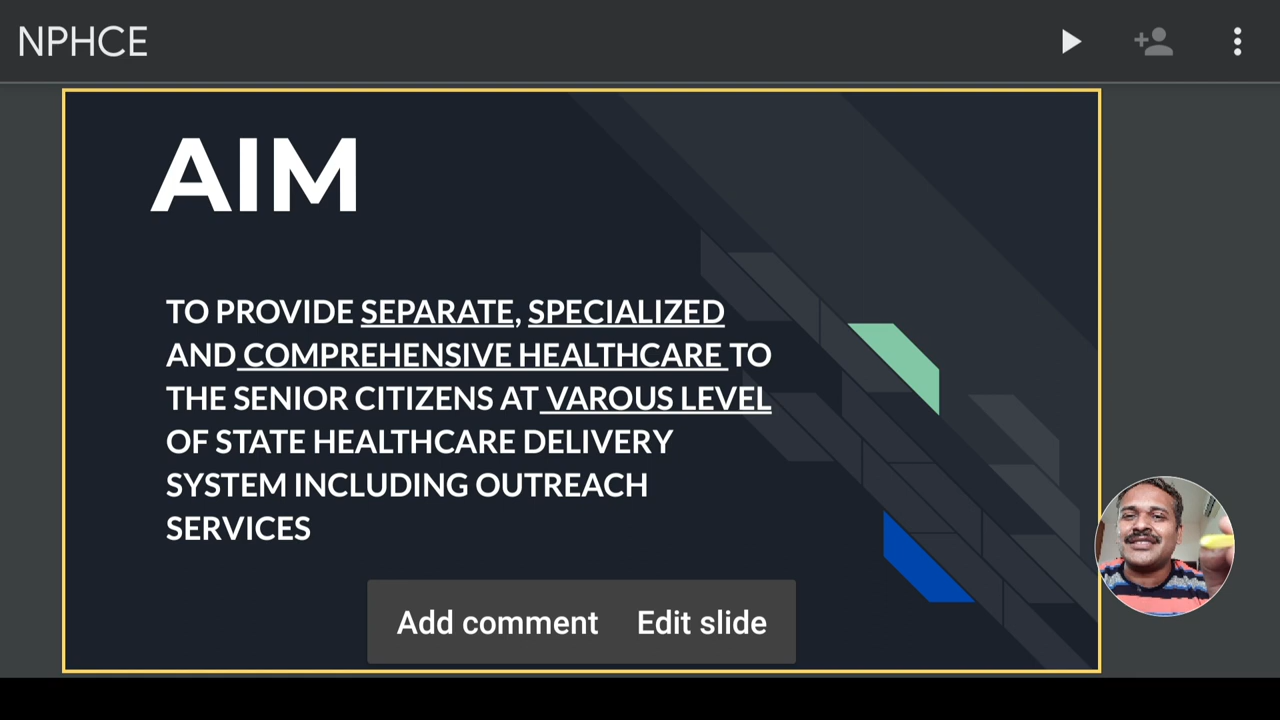 NPHCE
AIM
TO PROVIDE SEPARATE, SPECIALIZED
AND COMPREHENSIVE HEALTHCARE TO
THE SENIOR CITIZENS AT VAROUS LEVEL
OF STATE HEALTHCARE DELIVERY
SYSTEM INCLUDING OUTREACH
SERVICES
Add comment Edit slide